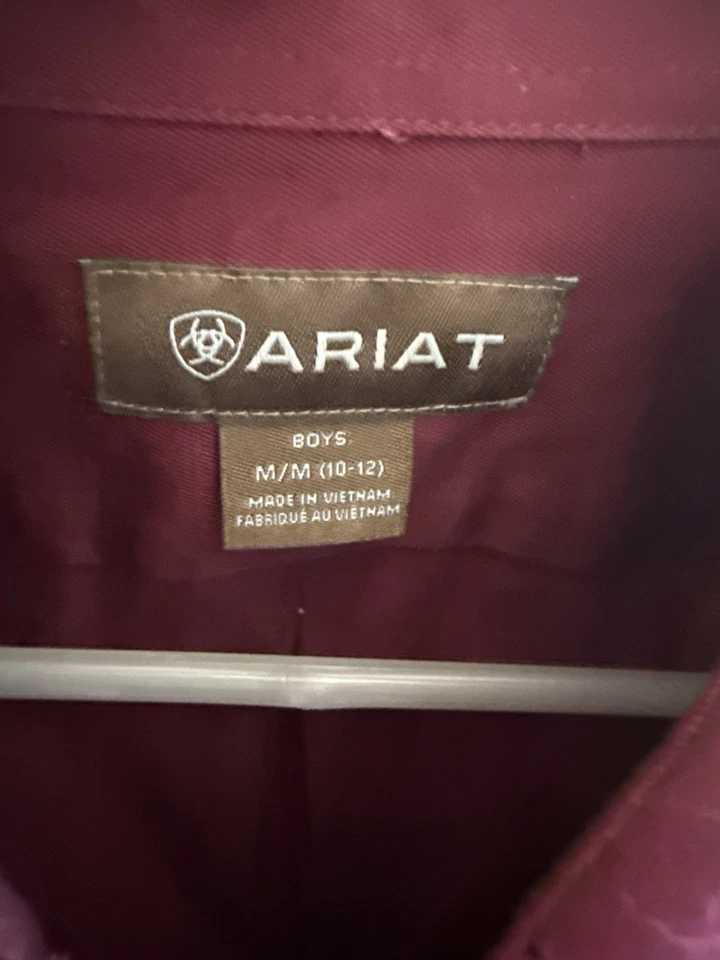 ARIAT
BOYS
M/M (10-12)
MADE IN VIETNAM
FABRIQUÉ AU VIETNAM